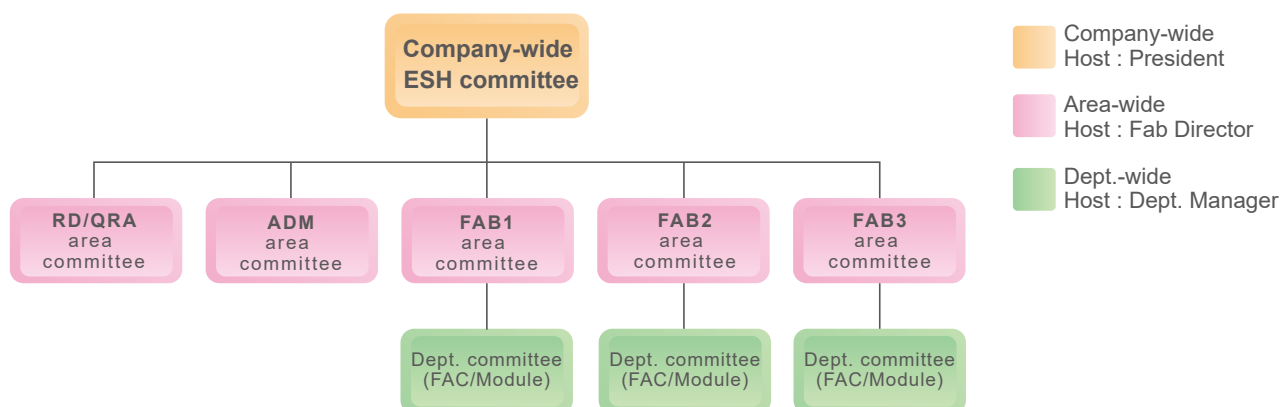 Company-wide
ESH committee
Company-wide
Host : President
Area-wide
Host : Fab Director
Dept.-wide
Host : Dept. Manager
RD/QRA
area
committee
ADM
area
committee
FAB1
area
committee
FAB2
area
committee
FAB3
area
committee
Dept. committee
(FAC/Module)
Dept. committee
(FAC/Module)
Dept. committee
(FAC/Module)